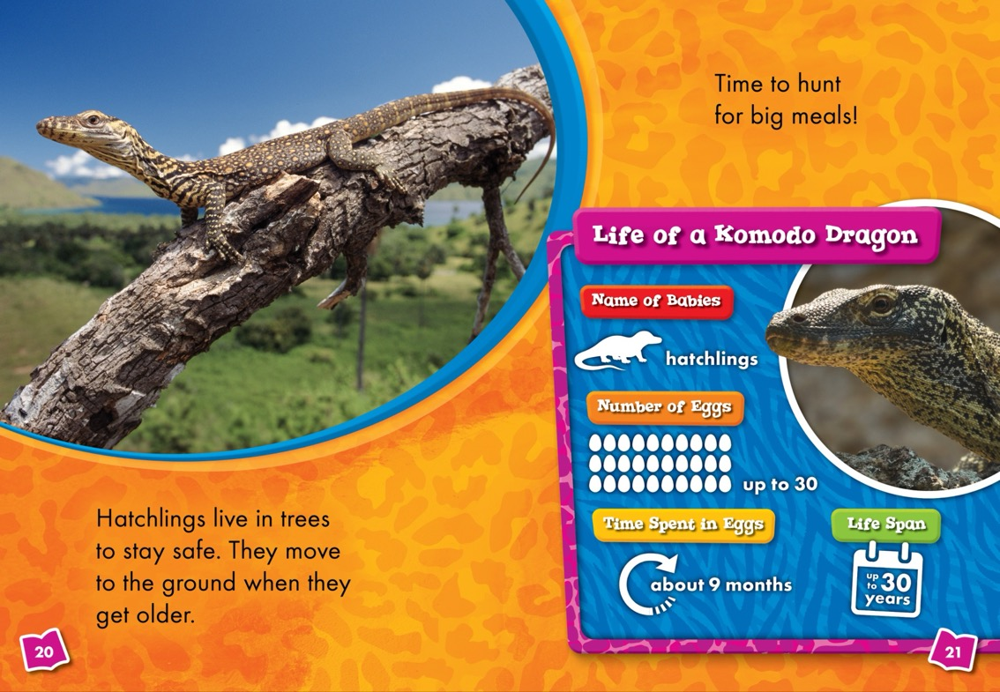 Hatchlings live in trees
to stay safe. They move
to the ground when they
get older.
20
Time to hunt
for big meals!
Life of a Komodo Dragon
Name of Babies
hatchlings
Number of Eggs
up to 30
Time Spent in Eggs
about 9 months
Life Span
up
to 30
years
21